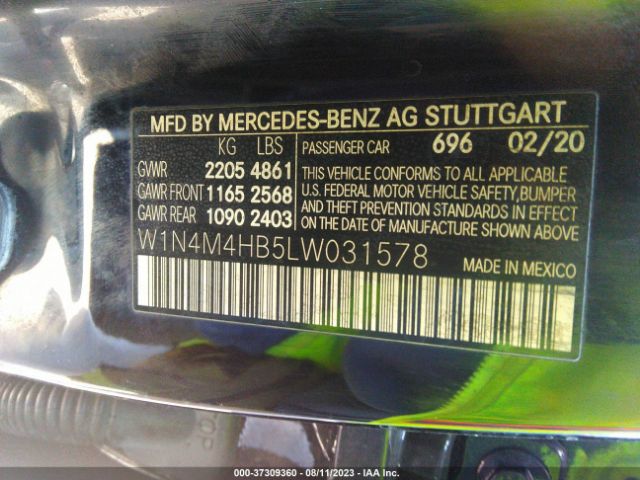 MFD BY MERCEDES-BENZ AG STUTTGART
KG LBS PASSENGER CAR 696 02/20
GVWR 2205 4861
GAWR FRONT 1165 2568
GAWR REAR 1090 2403
THIS VEHICLE CONFORMS TO ALL APPLICABLE
U.S. FEDERAL MOTOR VEHICLE SAFETY, BUMPER
AND THEFT PREVENTION STANDARDS IN EFFECT
ON THE DATE OF MANUFACTURE SHOWN ABOVE
W1N4M4HB5LW031578 MADE IN MEXICO
TOP
000-37309360 - 08/11/2023 - IAA Inc.